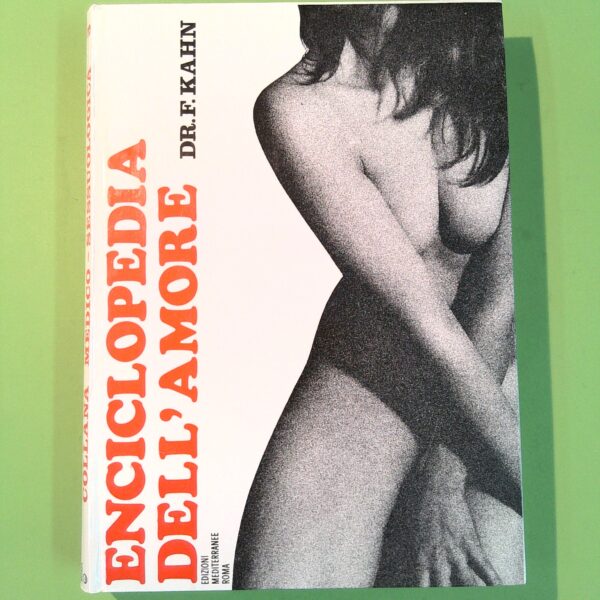 COLLANA MEDICO - SESSUOLOGICA
ENCICLOPEDIA
DELL'AMORE
DR. F. KAHN
EDIZIONI
MEDITERRANEE
ROMA